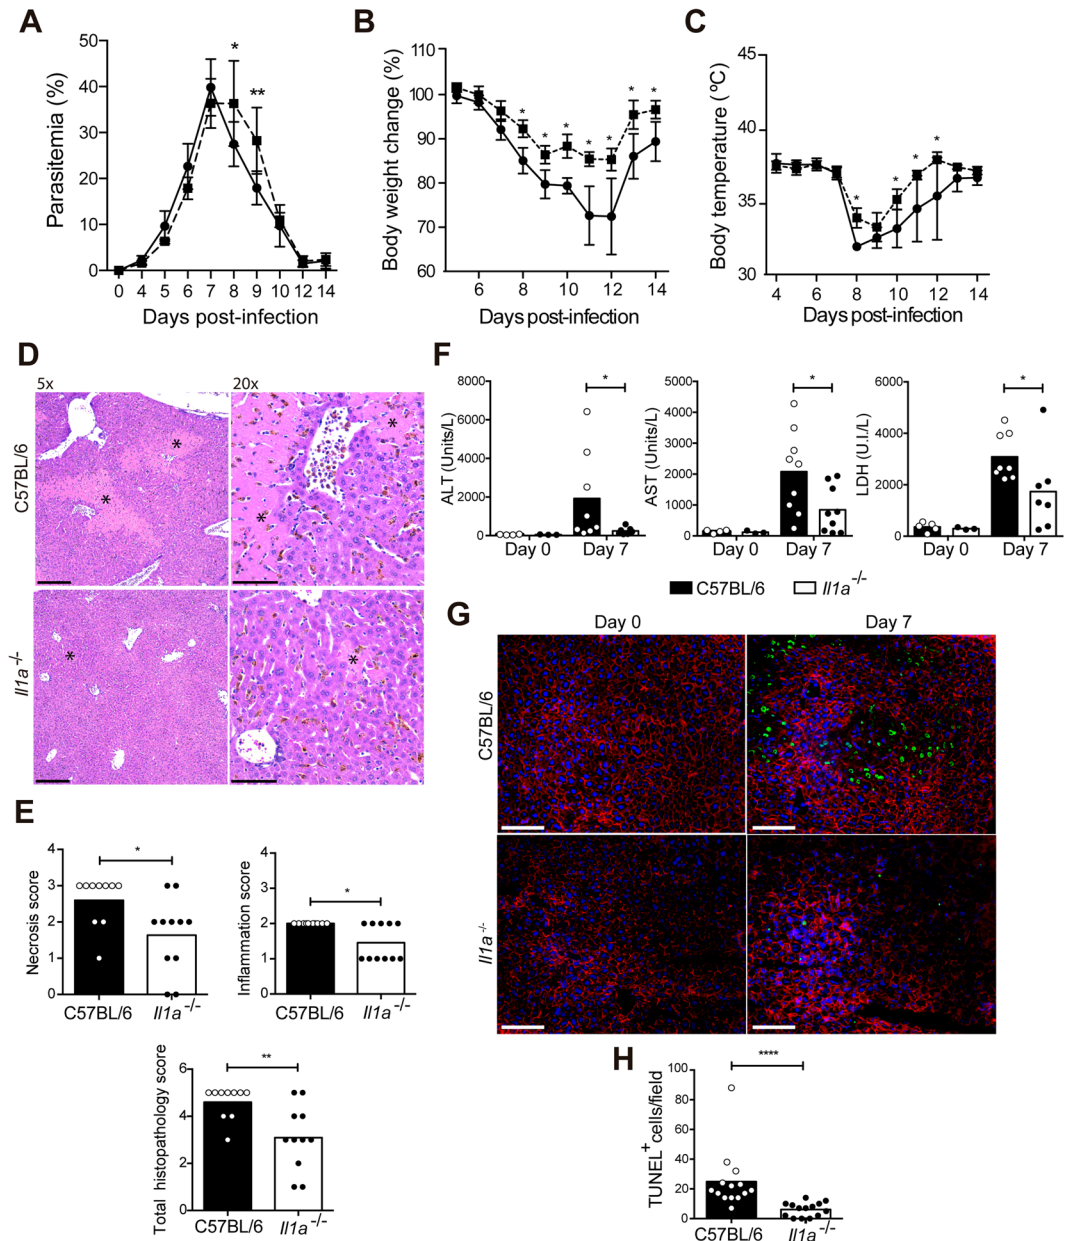 A
Parasitemia (%)
50
40
30
20
10
0
*
**
0 4 5 6 7 8 9 10 12 14
Days post-infection
B
Body weight change (%)
110
100
90
80
70
60
* * * * * * *
6 8 10 12 14
Days post-infection
C
Body temperature (ºC)
45
40
35
30
* * * *
4 6 8 10 12 14
Days post-infection
D
5x 20x
C57BL/6
* * * *
Il1a-/-
* *
E
Necrosis score
4
3
2
1
0
*
C57BL/6 Il1a-/-
Inflammation score
4
3
2
1
0
*
C57BL/6 Il1a-/-
Total histopathology score
6
4
2
0
**
C57BL/6 Il1a-/-
F
ALT (Units/L)
8000
6000
4000
2000
0
*
Day 0 Day 7
AST (Units/L)
5000
4000
3000
2000
1000
0
*
Day 0 Day 7
LDH (U.I./L)
6000
4000
2000
0
*
Day 0 Day 7
C57BL/6 Il1a-/-
G
Day 0 Day 7
C57BL/6
Il1a-/-
H
TUNEL+cells/field
100
80
60
40
20
0
****
C57BL/6 Il1a-/-